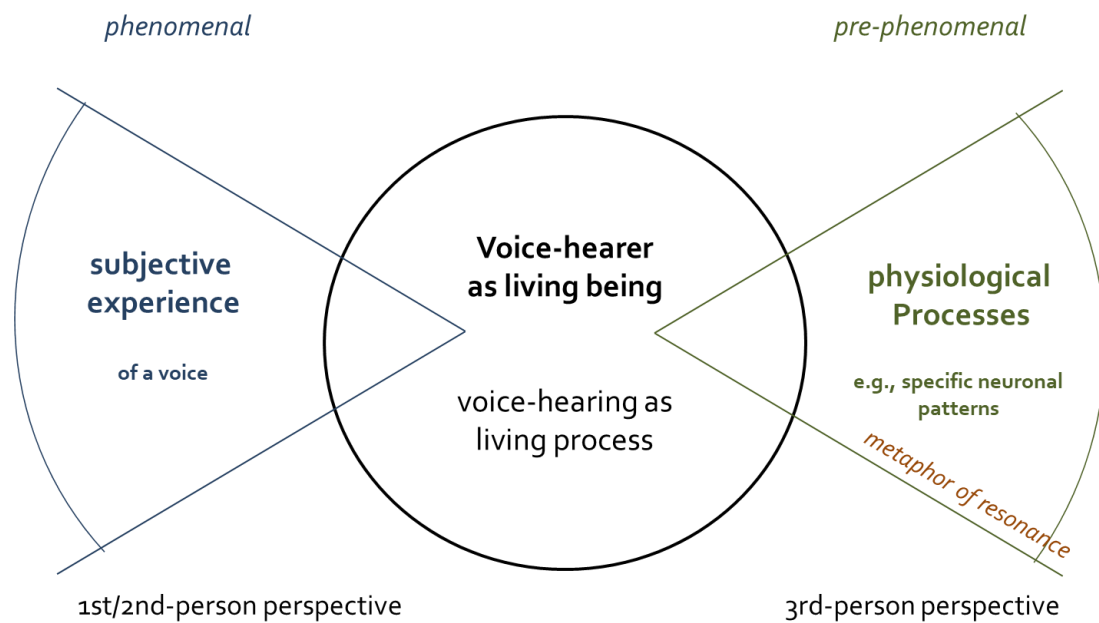 phenomenal
pre-phenomenal
subjective
experience
of a voice
Voice-hearer
as living being
voice-hearing as
living process
physiological
Processes
e.g., specific neuronal
patterns
metaphor of resonance
1st/2nd-person perspective
3rd-person perspective